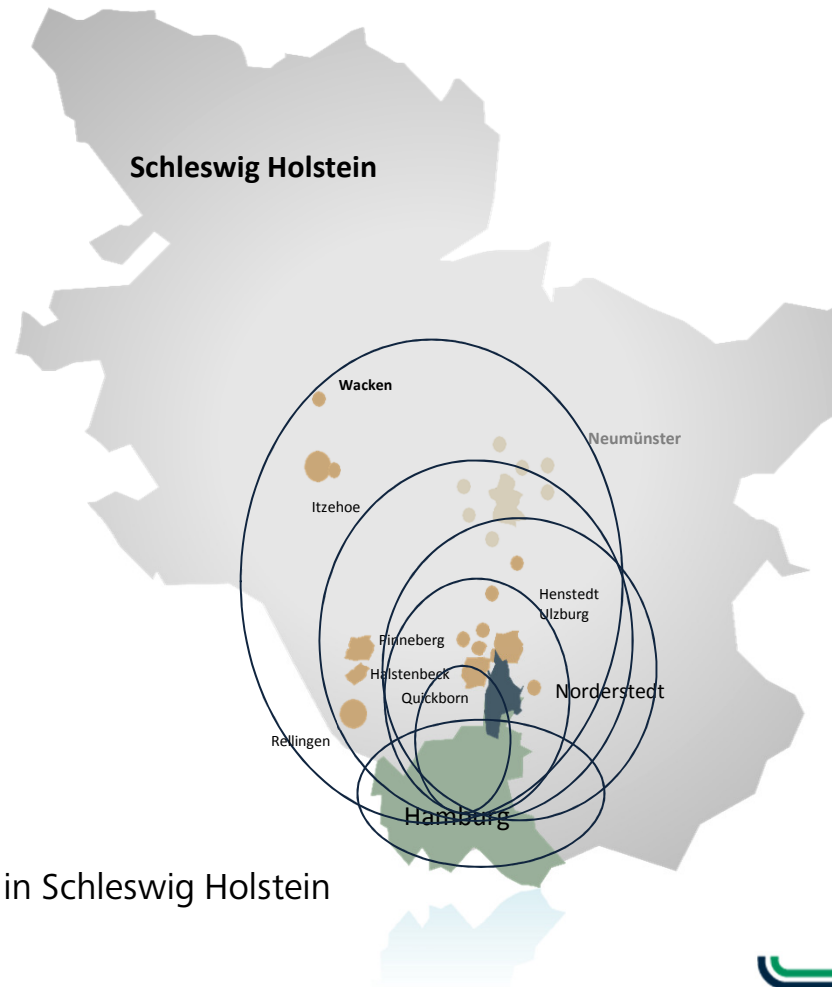 Schleswig Holstein
Wacken
Neumünster
Itzehoe
Henstedt
Ulzburg
Pinneberg
Halstenbeck
Quickborn
Norderstedt
Rellingen
Hamburg
in Schleswig Holstein